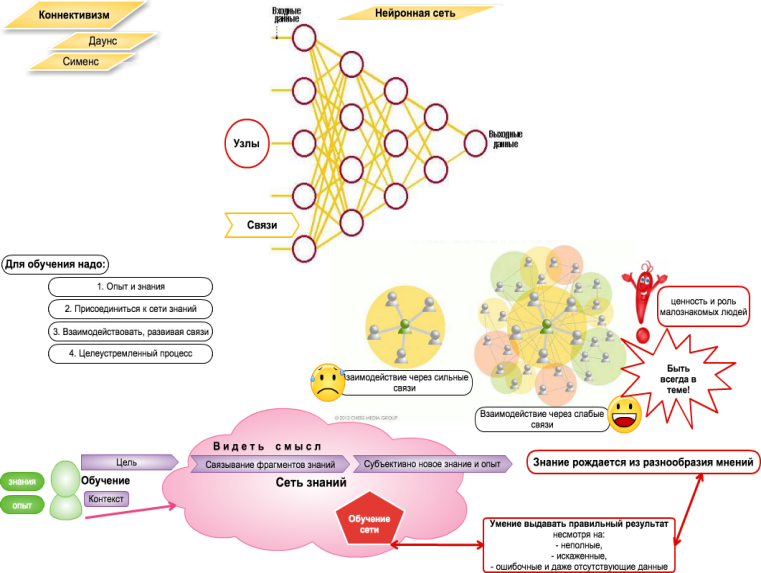 Коннективизм
Даунс
Сименс
Входные
данные
Нейронная сеть
Узлы
Выходные
данные
Связи
Для обучения надо:
1. Опыт и знания
2. Присоединиться к сети знаний
3. Взаимодействовать, развивая связи
4. Целеустремленный процесс
ценность и роль
малознакомых людей
Быть
всегда в
теме!
Взаимодействие через сильные
связи
Взаимодействие через слабые
связи
© 2013 CHESS MEDIA GROUP
Видеть смысл
Цель
Связывание фрагментов знаний
Субъективно новое знание и опыт
Знание рождается из разнообразия мнений
знания
Обучение
Сеть знаний
опыт
Контекст
Обучение
сети
Умение выдавать правильный результат
несмотря на:
- неполные,
- искаженные,
- ошибочные и даже отсутствующие данные